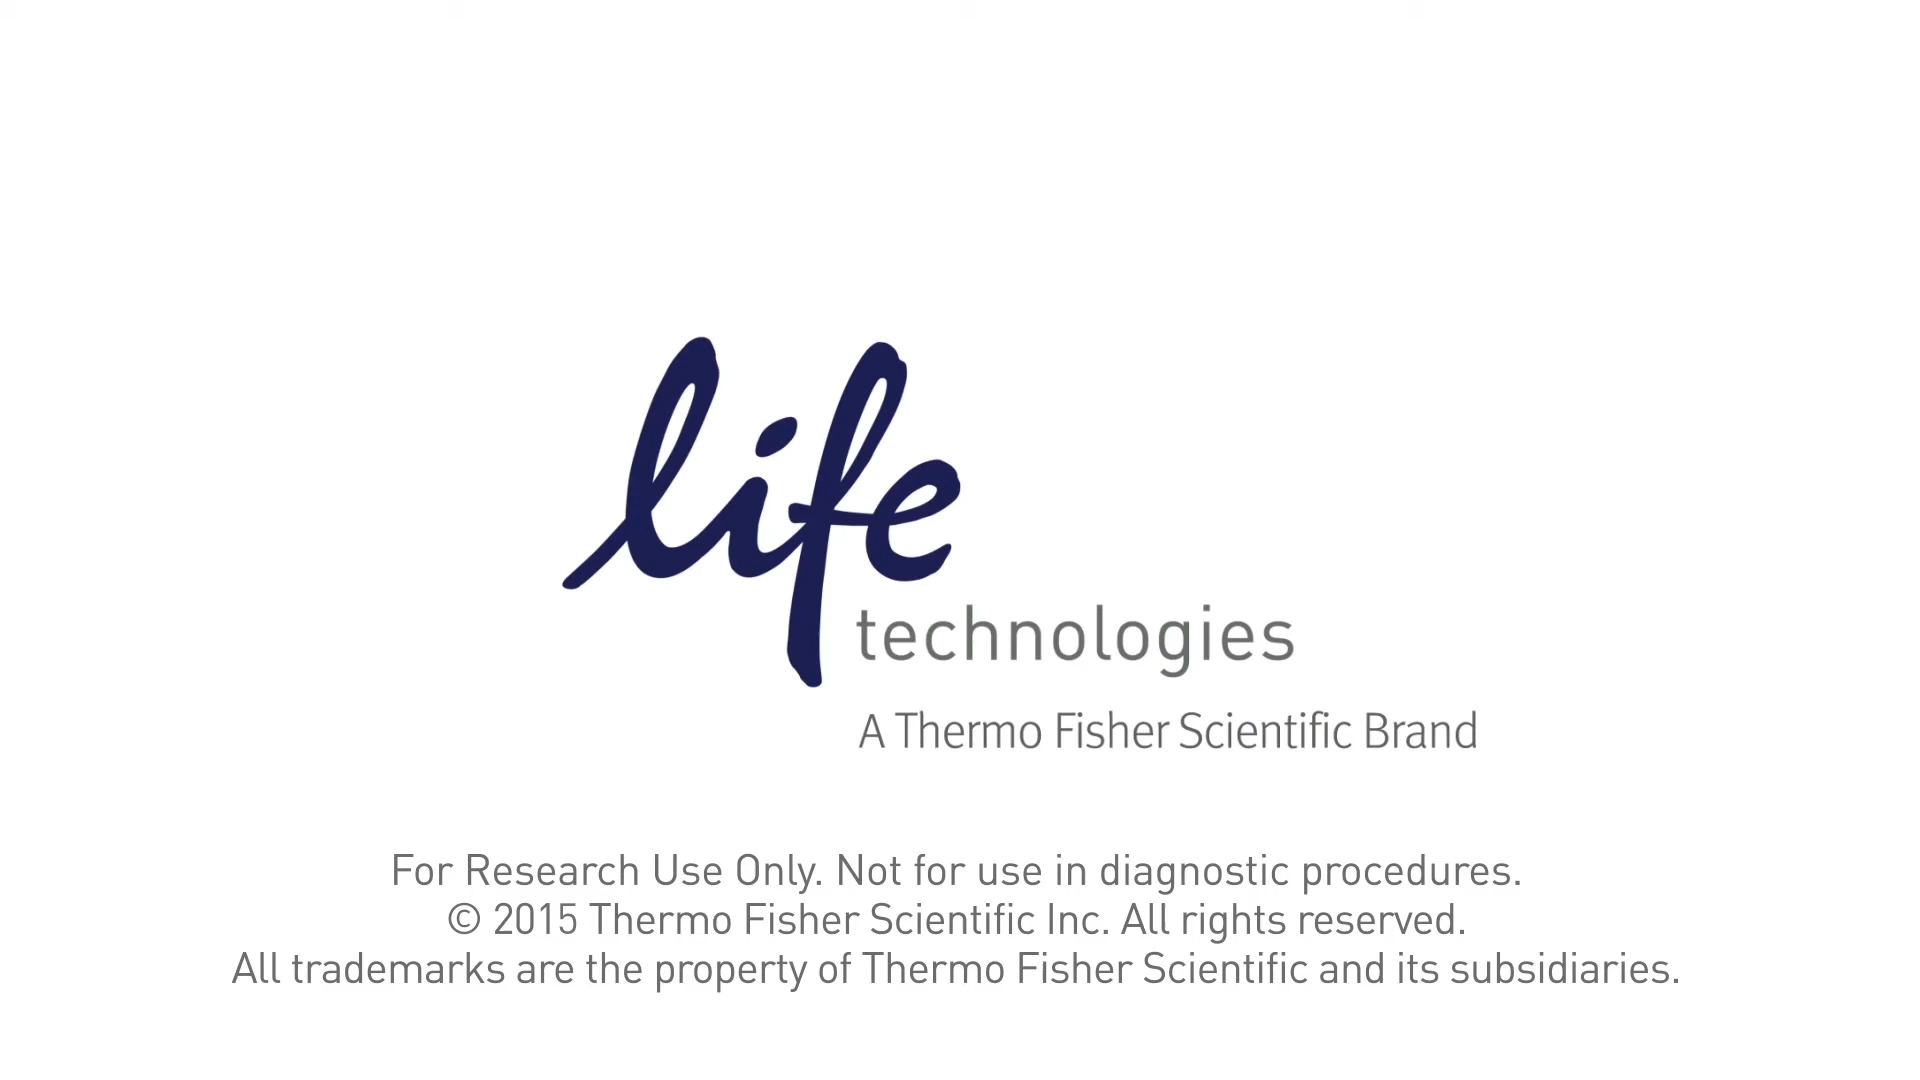 life
technologies
A Thermo Fisher Scientific Brand
For Research Use Only. Not for use in diagnostic procedures.
© 2015 Thermo Fisher Scientific Inc. All rights reserved.
All trademarks are the property of Thermo Fisher Scientific and its subsidiaries.